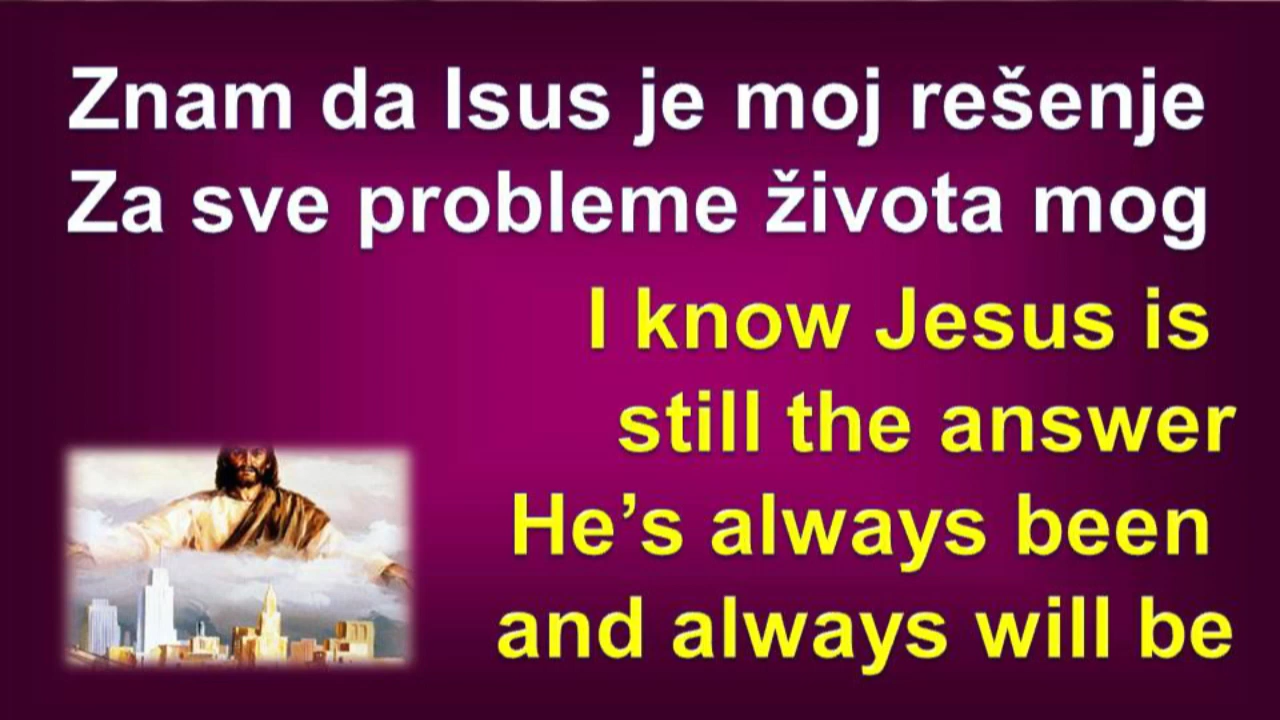 Znam da Isus je moj rešenje
Za sve probleme života mog
I know Jesus is
still the answer
He’s always been
and always will be